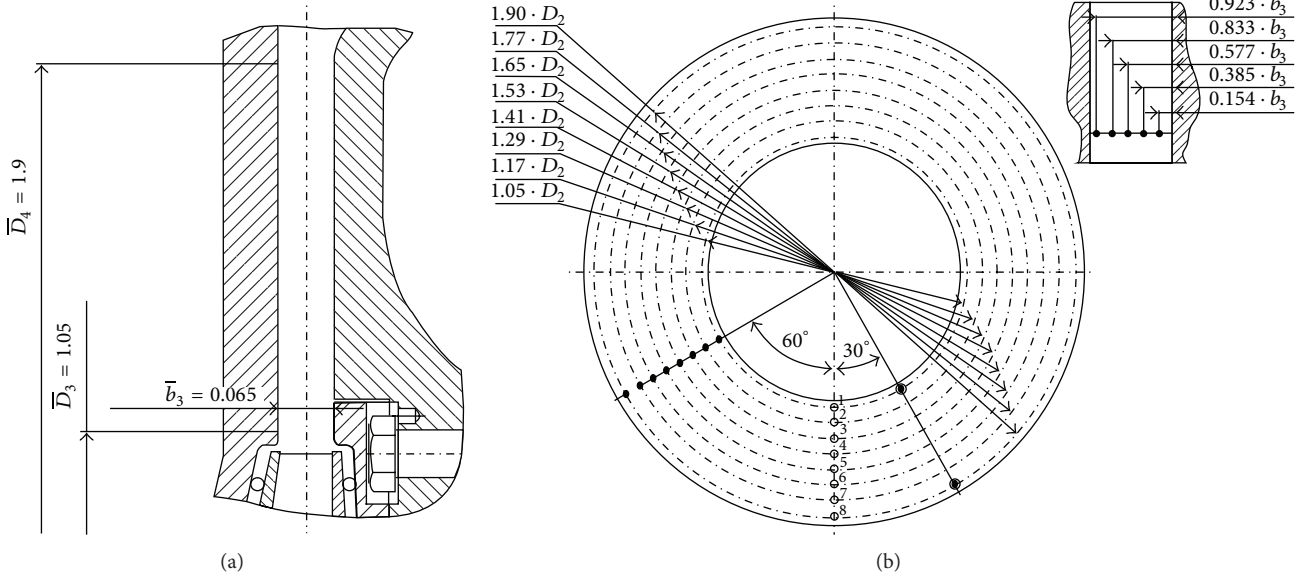 D̅₄ = 1.9
D̅₃ = 1.05
b̅₃ = 0.065
(a)
1.90 · D₂
1.77 · D₂
1.65 · D₂
1.53 · D₂
1.41 · D₂
1.29 · D₂
1.17 · D₂
1.05 · D₂
60°
30°
1
2
3
4
5
6
7
8
0.923 · b₃
0.833 · b₃
0.577 · b₃
0.385 · b₃
0.154 · b₃
(b)